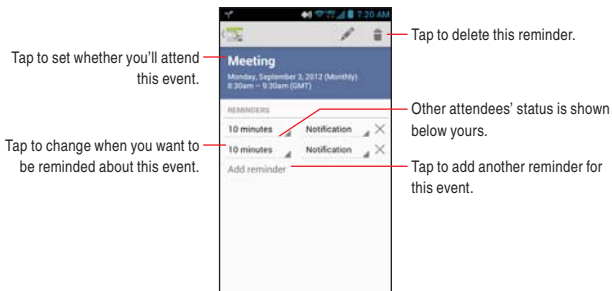 7:20 AM
Tap to delete this reminder.
Tap to set whether you'll attend
this event.
Meeting
Monday, September 3, 2012 (Monthly)
8:30am – 9:30am (GMT)
REMINDERS
Other attendees' status is shown
below yours.
10 minutes Notification
Tap to change when you want to
be reminded about this event.
10 minutes Notification
Add reminder
Tap to add another reminder for
this event.